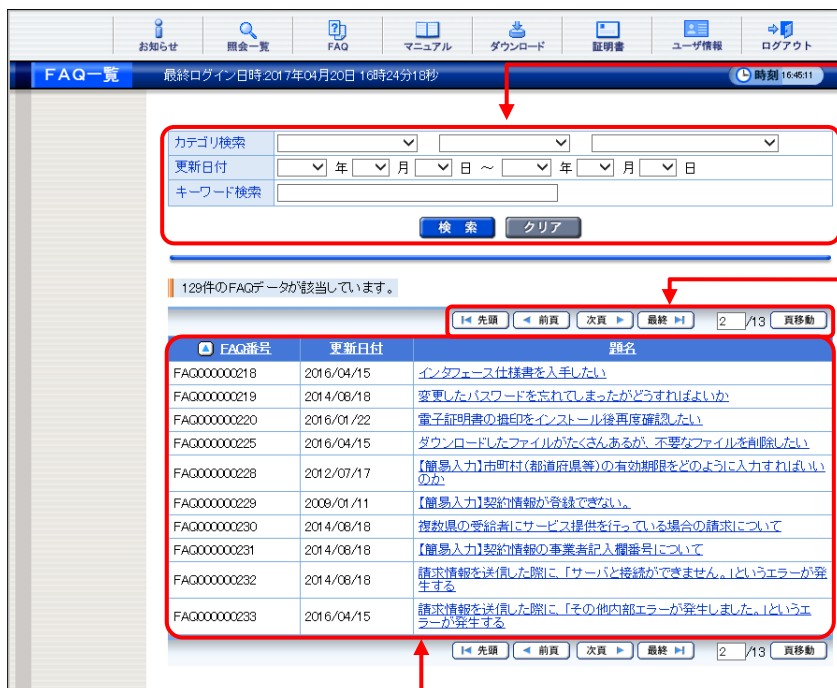 お知らせ 照会一覧 FAQ マニュアル ダウンロード 証明書 ユーザ情報 ログアウト
FAQ一覧 最終ログイン日時:2017年04月20日 16時24分18秒 時刻 16:45:11
カテゴリ検索
更新日付 年 月 日 ～ 年 月 日
キーワード検索
検 索 クリア
129件のFAQデータが該当しています。
先頭 前頁 次頁 最終 2 /13 頁移動
FAQ番号 更新日付 題名
FAQ000000218 2016/04/15 インタフェース仕様書を入手したい
FAQ000000219 2014/08/18 変更したパスワードを忘れてしまったがどうすればよいか
FAQ000000220 2016/01/22 電子証明書の拇印をインストール後再度確認したい
FAQ000000225 2016/04/15 ダウンロードしたファイルがたくさんあるが、不要なファイルを削除したい
FAQ000000228 2012/07/17 【簡易入力】市町村(都道府県等)の有効期限をどのように入力すればいい
のか
FAQ000000229 2009/01/11 【簡易入力】契約情報が登録できない。
FAQ000000230 2014/08/18 複数県の受給者にサービス提供を行っている場合の請求について
FAQ000000231 2014/08/18 【簡易入力】契約情報の事業者記入欄番号について
FAQ000000232 2014/08/18 請求情報を送信した際に、「サーバと接続ができません。」というエラーが発
生する
FAQ000000233 2016/04/15 請求情報を送信した際に、「その他内部エラーが発生しました。」というエ
ラーが発生する
先頭 前頁 次頁 最終 2 /13 頁移動